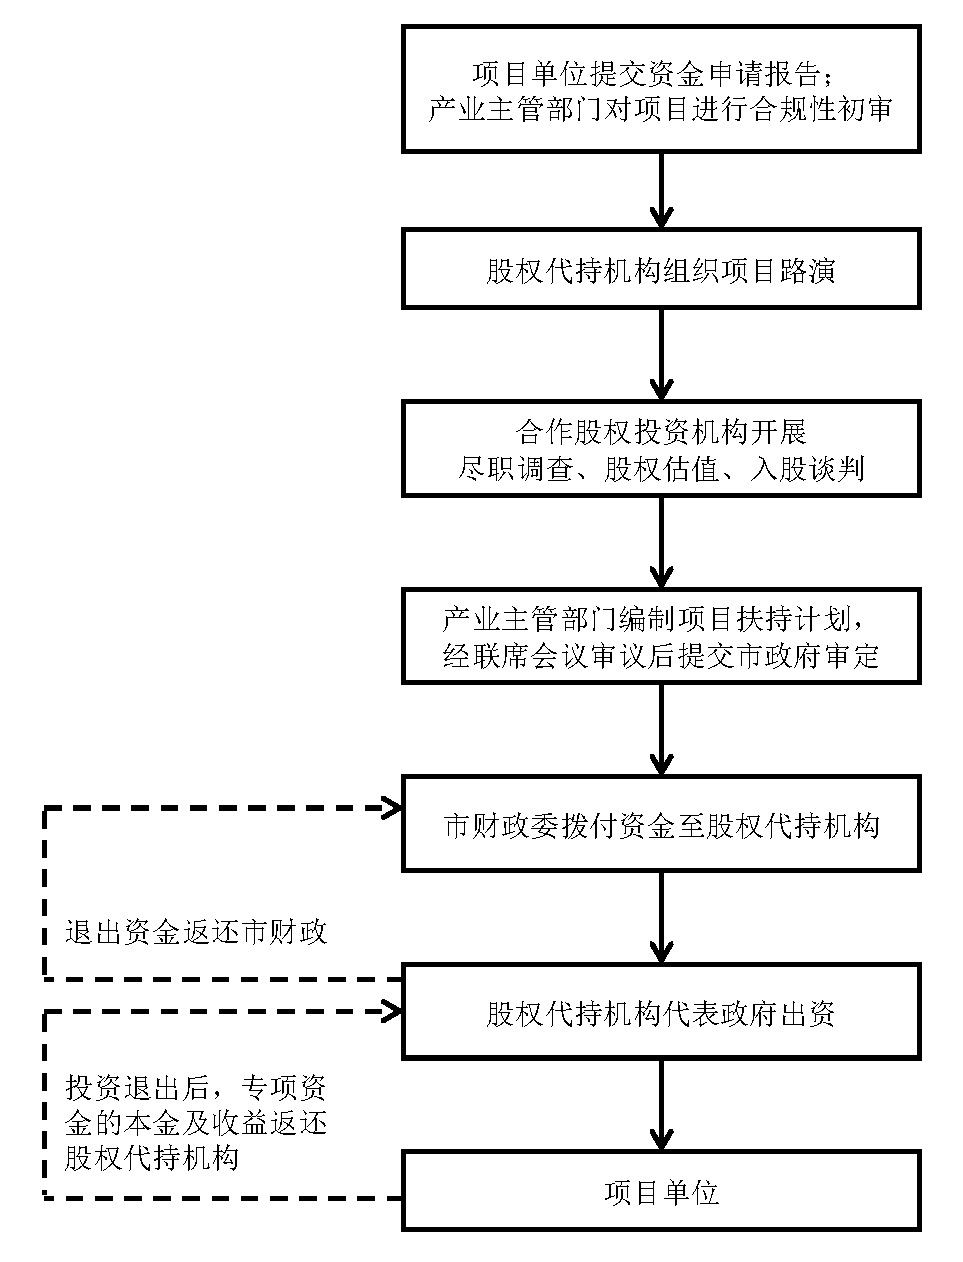 项目单位提交资金申请报告；
产业主管部门对项目进行合规性初审
股权代持机构组织项目路演
合作股权投资机构开展
尽职调查、股权估值、入股谈判
产业主管部门编制项目扶持计划，
经联席会议审议后提交市政府审定
市财政委拨付资金至股权代持机构
退出资金返还市财政
股权代持机构代表政府出资
投资退出后，专项资
金的本金及收益返还
股权代持机构
项目单位